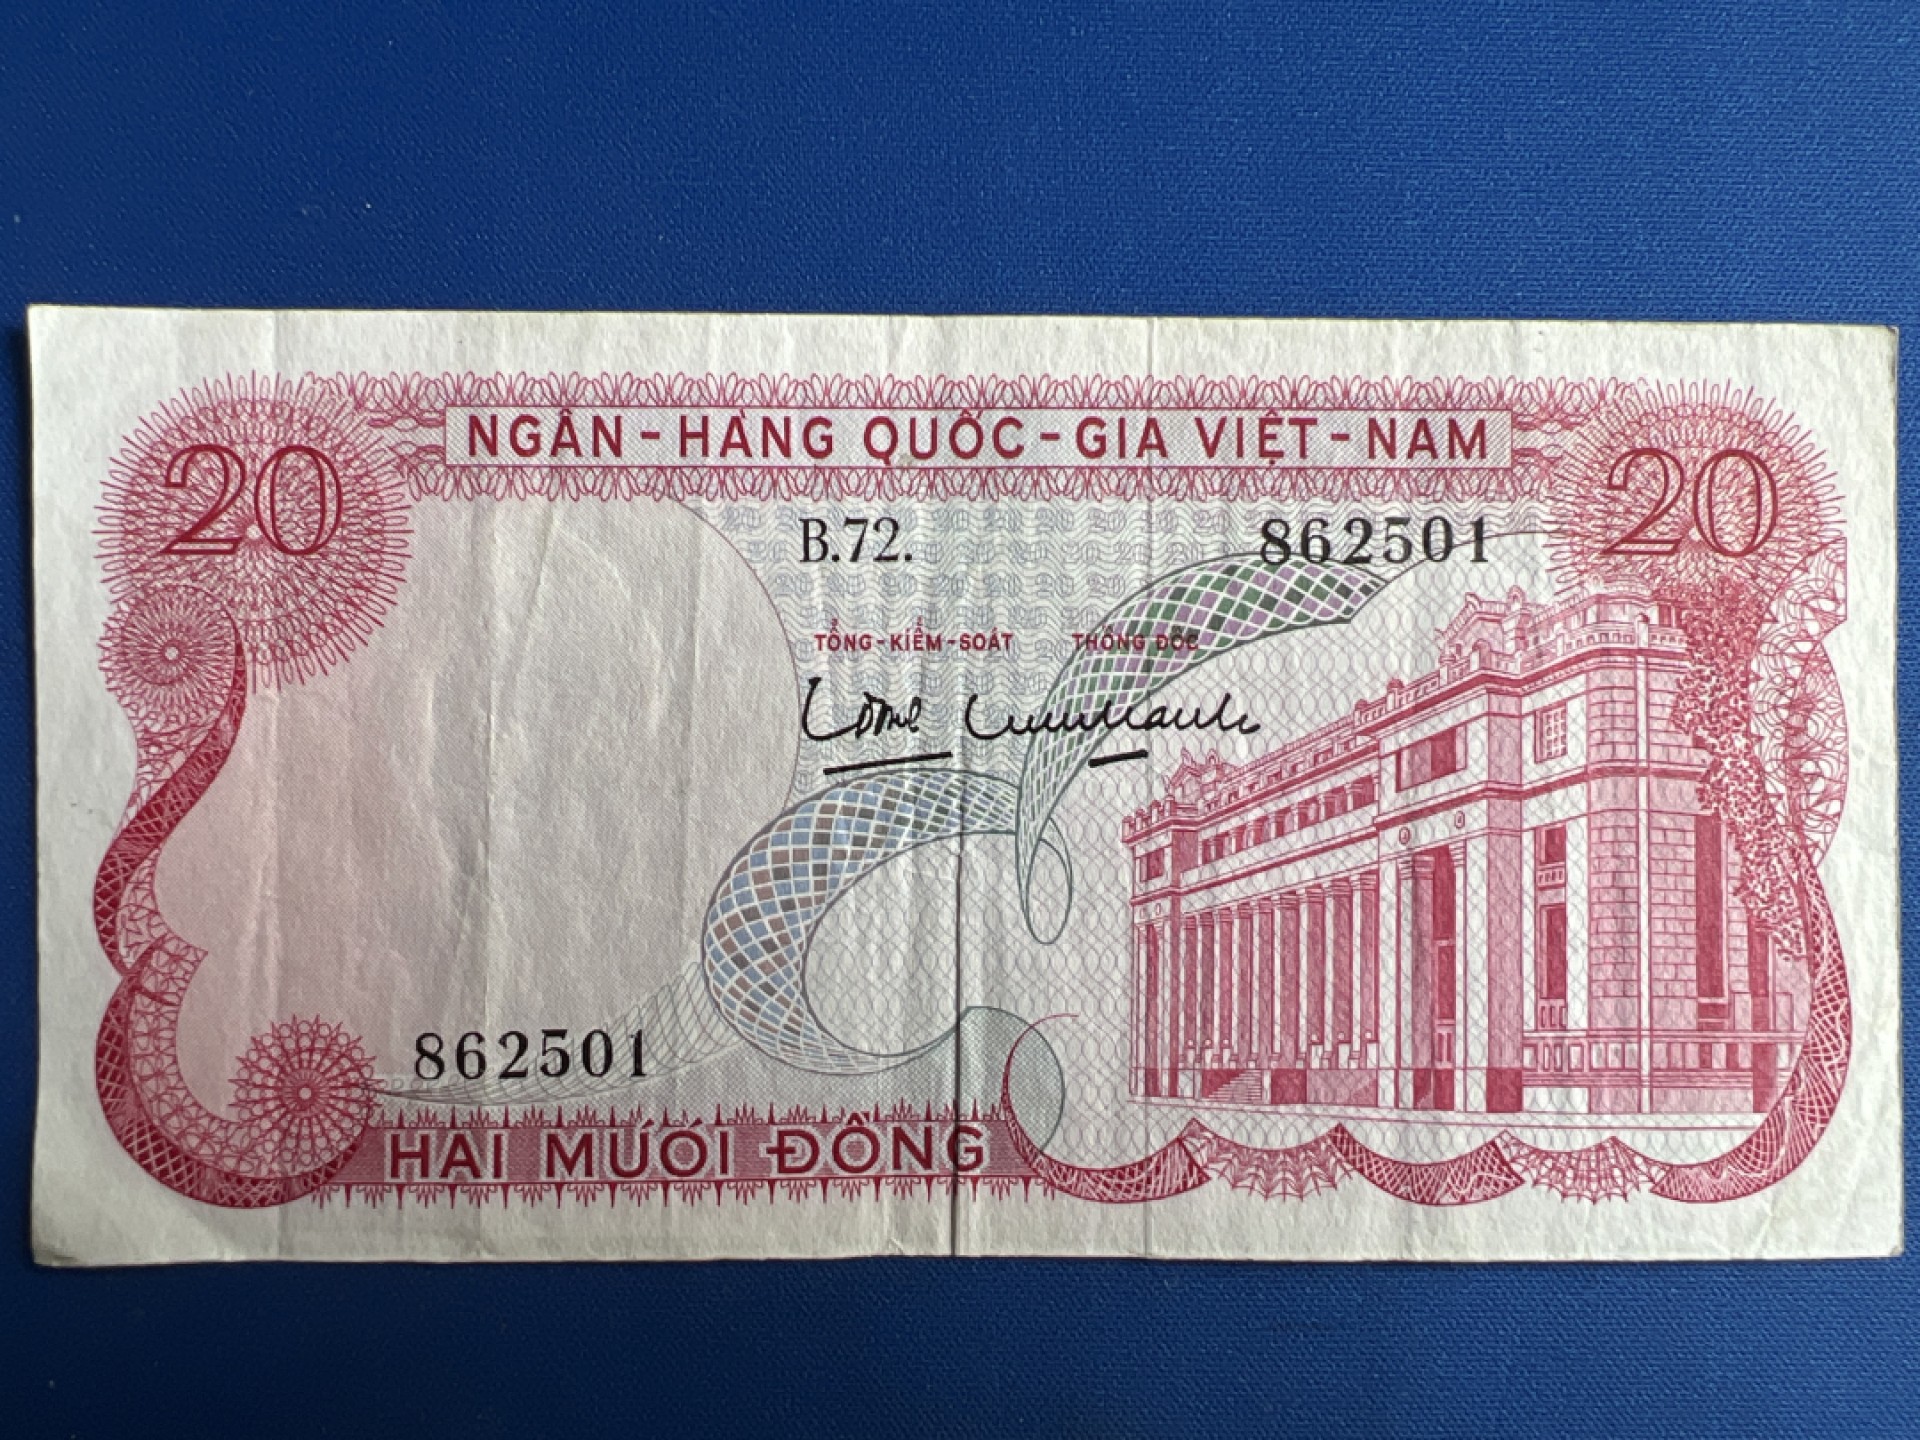 NGÂN-HÀNG QUỐC-GIA VIỆT-NAM
20 20
B.72. 862501
TỔNG-KIỂM-SOÁT THỐNG ĐỐC
862501
HAI MƯƠI ĐỒNG